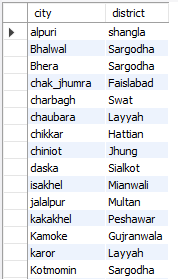 city district
alpuri shangla
Bhalwal Sargodha
Bhera Sargodha
chak_jhumra Faislabad
charbagh Swat
chaubara Layyah
chikkar Hattian
chiniot Jhung
daska Sialkot
isakhel Mianwali
jalalpur Multan
kakakhel Peshawar
Kamoke Gujranwala
karor Layyah
Kotmomin Sargodha